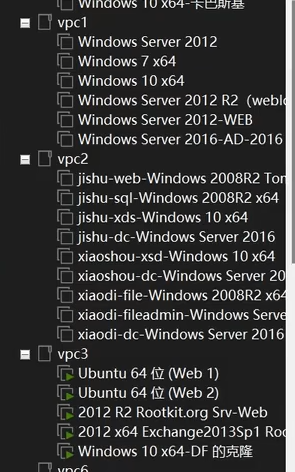 Windows 10 x64-卡巴斯基
vpc1
Windows Server 2012
Windows 7 x64
Windows 10 x64
Windows Server 2012 R2（weblo
Windows Server 2012-WEB
Windows Server 2016-AD-2016
vpc2
jishu-web-Windows 2008R2 Tom
jishu-sql-Windows 2008R2 x64
jishu-xds-Windows 10 x64
jishu-dc-Windows Server 2016
xiaoshou-xsd-Windows 10 x64
xiaoshou-dc-Windows Server 20
xiaodi-file-Windows 2008R2 x64
xiaodi-fileadmin-Windows Serve
xiaodi-dc-Windows Server 2016
vpc3
Ubuntu 64 位 (Web 1)
Ubuntu 64 位 (Web 2)
2012 R2 Rootkit.org Srv-Web
2012 x64 Exchange2013Sp1 Roo
Windows 10 x64-DF 的克隆
vpc6